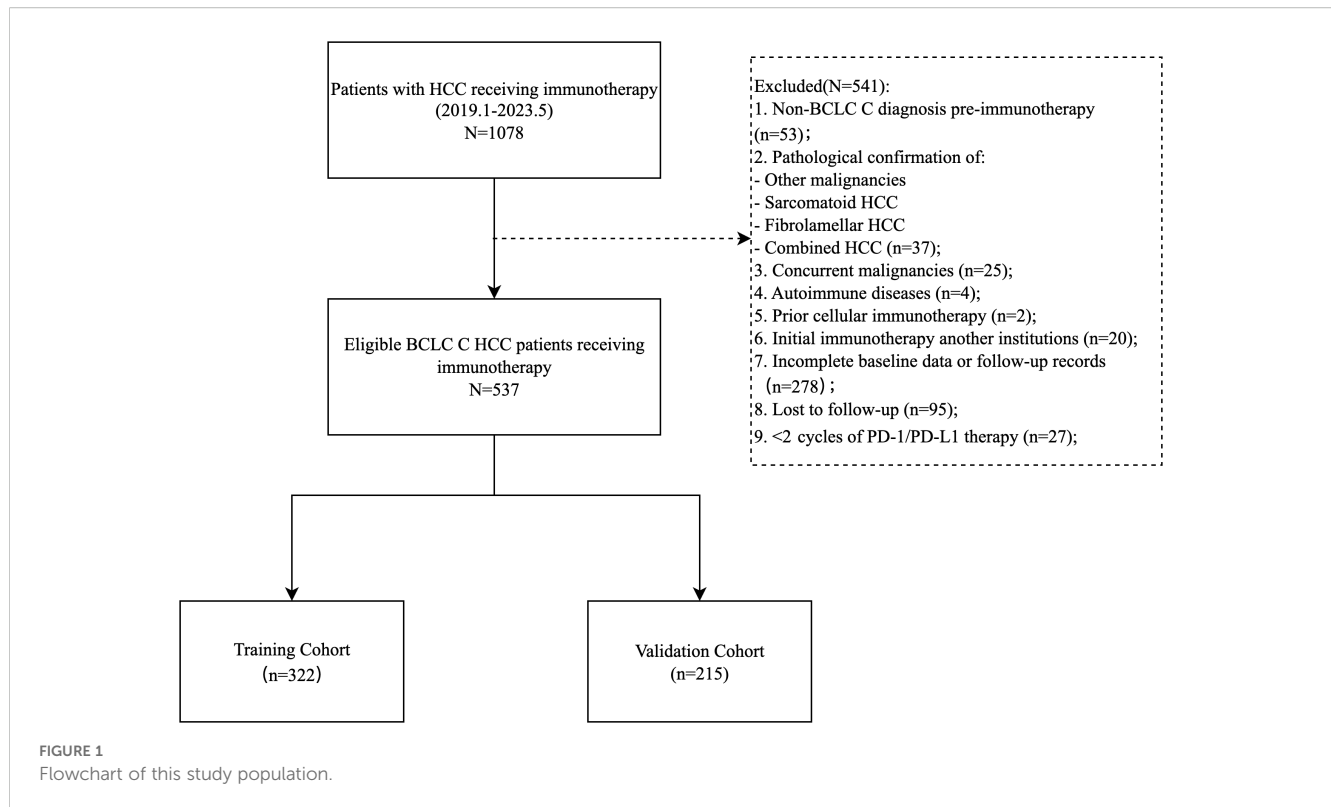 Patients with HCC receiving immunotherapy
(2019.1-2023.5)
N=1078
Excluded(N=541):
1. Non-BCLC C diagnosis pre-immunotherapy
(n=53)；
2. Pathological confirmation of:
- Other malignancies
- Sarcomatoid HCC
- Fibrolamellar HCC
- Combined HCC (n=37);
3. Concurrent malignancies (n=25);
4. Autoimmune diseases (n=4);
5. Prior cellular immunotherapy (n=2);
6. Initial immunotherapy another institutions (n=20);
7. Incomplete baseline data or follow-up records
（n=278）;
8. Lost to follow-up (n=95);
9. <2 cycles of PD-1/PD-L1 therapy (n=27);
Eligible BCLC C HCC patients receiving
immunotherapy
N=537
Training Cohort
（n=322）
Validation Cohort
(n=215)
FIGURE 1
Flowchart of this study population.